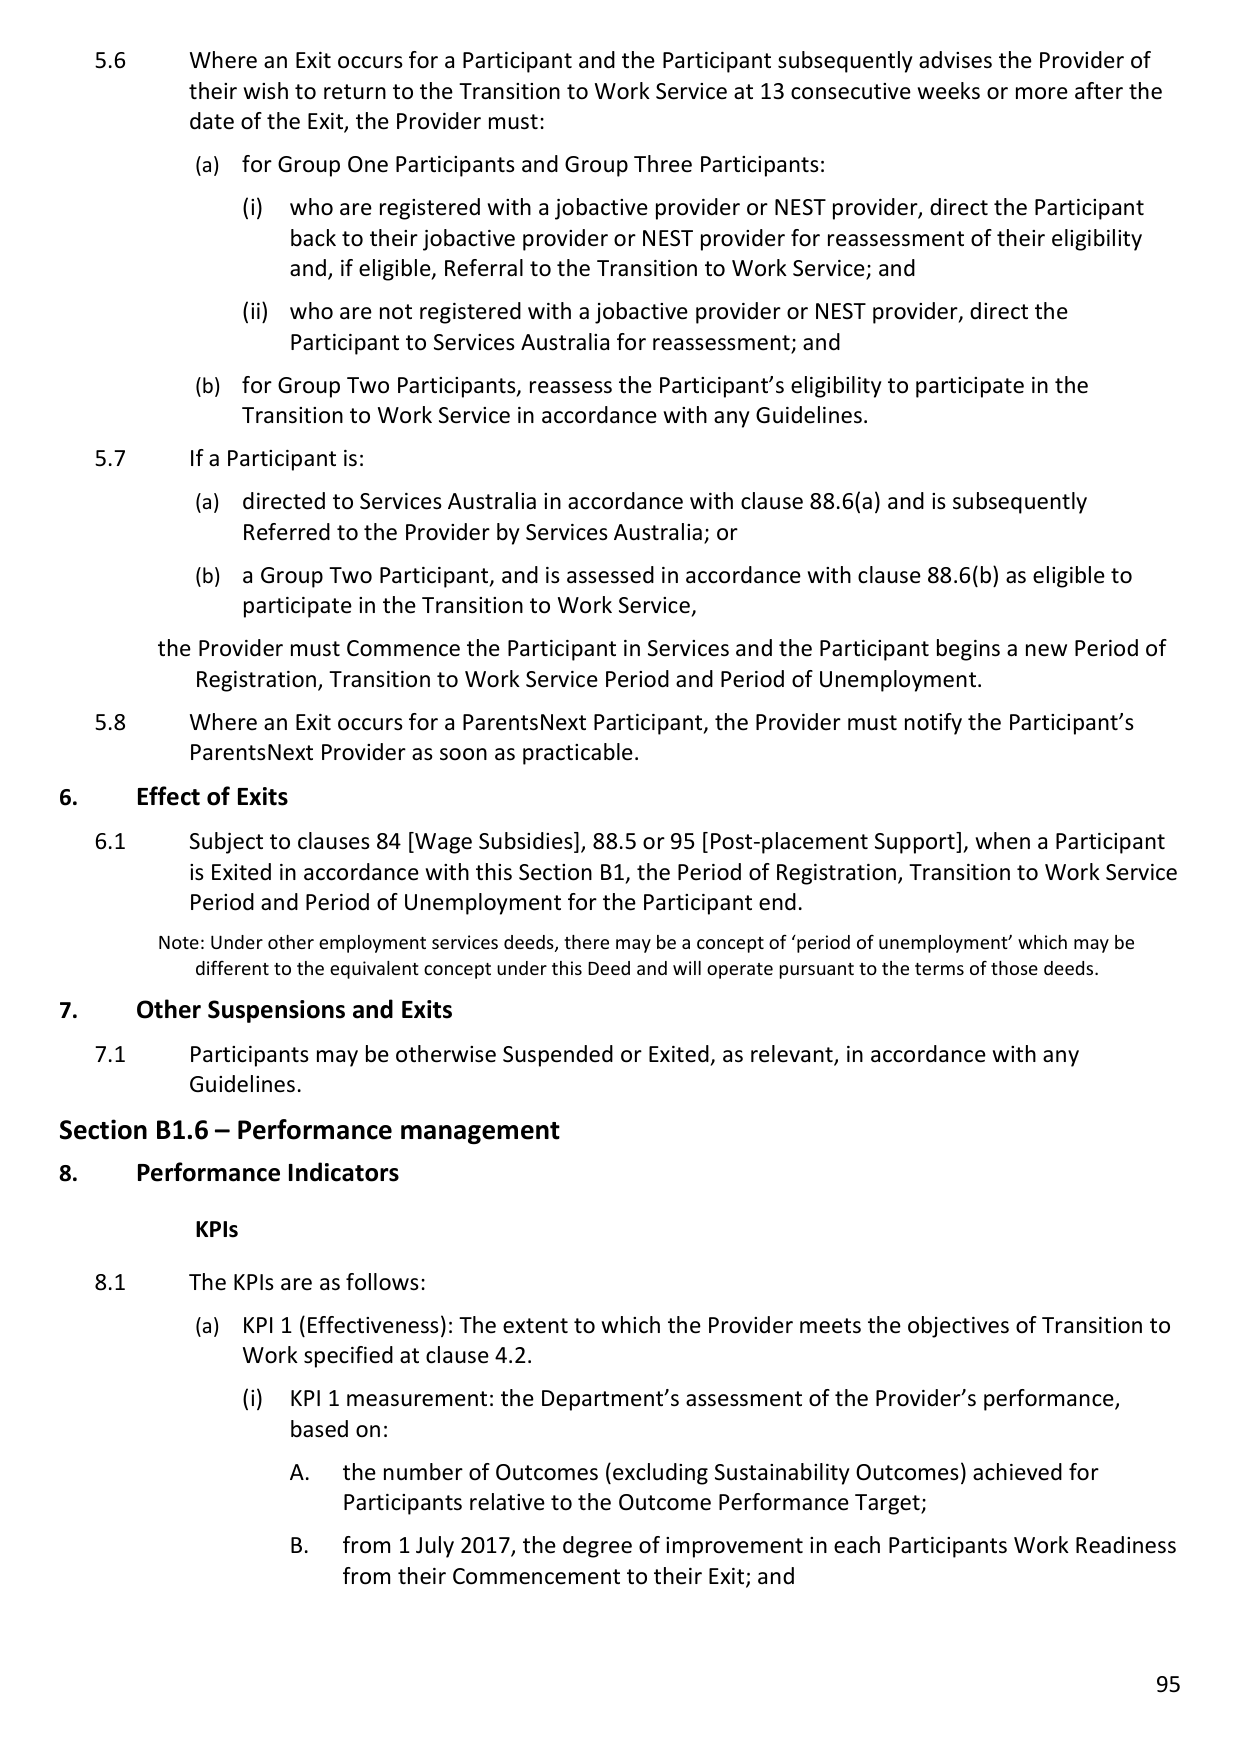 5.6 Where an Exit occurs for a Participant and the Participant subsequently advises the Provider of
their wish to return to the Transition to Work Service at 13 consecutive weeks or more after the
date of the Exit, the Provider must:
(a) for Group One Participants and Group Three Participants:
(i) who are registered with a jobactive provider or NEST provider, direct the Participant
back to their jobactive provider or NEST provider for reassessment of their eligibility
and, if eligible, Referral to the Transition to Work Service; and
(ii) who are not registered with a jobactive provider or NEST provider, direct the
Participant to Services Australia for reassessment; and
(b) for Group Two Participants, reassess the Participant’s eligibility to participate in the
Transition to Work Service in accordance with any Guidelines.
5.7 If a Participant is:
(a) directed to Services Australia in accordance with clause 88.6(a) and is subsequently
Referred to the Provider by Services Australia; or
(b) a Group Two Participant, and is assessed in accordance with clause 88.6(b) as eligible to
participate in the Transition to Work Service,
the Provider must Commence the Participant in Services and the Participant begins a new Period of
Registration, Transition to Work Service Period and Period of Unemployment.
5.8 Where an Exit occurs for a ParentsNext Participant, the Provider must notify the Participant’s
ParentsNext Provider as soon as practicable.
6. Effect of Exits
6.1 Subject to clauses 84 [Wage Subsidies], 88.5 or 95 [Post-placement Support], when a Participant
is Exited in accordance with this Section B1, the Period of Registration, Transition to Work Service
Period and Period of Unemployment for the Participant end.
Note: Under other employment services deeds, there may be a concept of ‘period of unemployment’ which may be
different to the equivalent concept under this Deed and will operate pursuant to the terms of those deeds.
7. Other Suspensions and Exits
7.1 Participants may be otherwise Suspended or Exited, as relevant, in accordance with any
Guidelines.
Section B1.6 – Performance management
8. Performance Indicators
KPIs
8.1 The KPIs are as follows:
(a) KPI 1 (Effectiveness): The extent to which the Provider meets the objectives of Transition to
Work specified at clause 4.2.
(i) KPI 1 measurement: the Department’s assessment of the Provider’s performance,
based on:
A. the number of Outcomes (excluding Sustainability Outcomes) achieved for
Participants relative to the Outcome Performance Target;
B. from 1 July 2017, the degree of improvement in each Participants Work Readiness
from their Commencement to their Exit; and
95